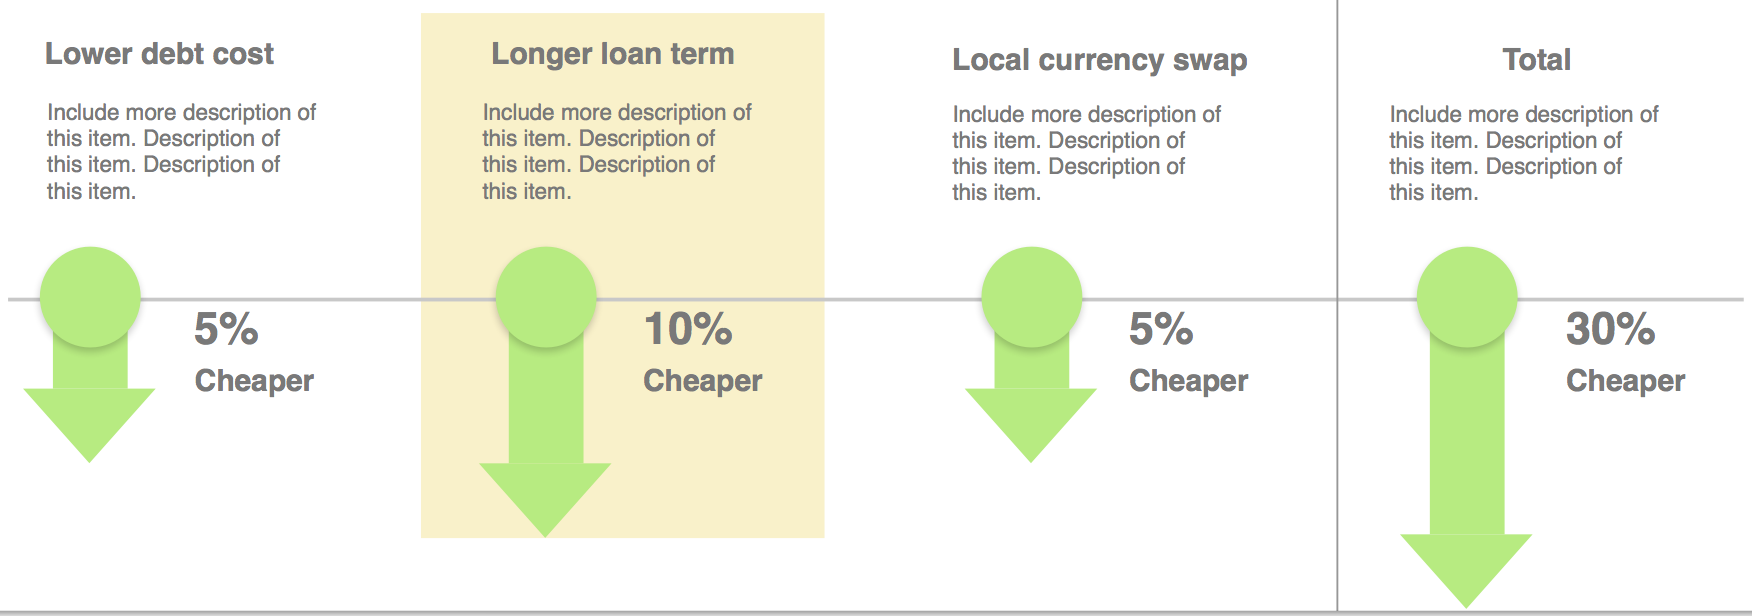 Lower debt cost
Include more description of
this item. Description of
this item. Description of
this item.
5%
Cheaper
Longer loan term
Include more description of
this item. Description of
this item. Description of
this item.
10%
Cheaper
Local currency swap
Include more description of
this item. Description of
this item. Description of
this item.
5%
Cheaper
Total
Include more description of
this item. Description of
this item. Description of
this item.
30%
Cheaper